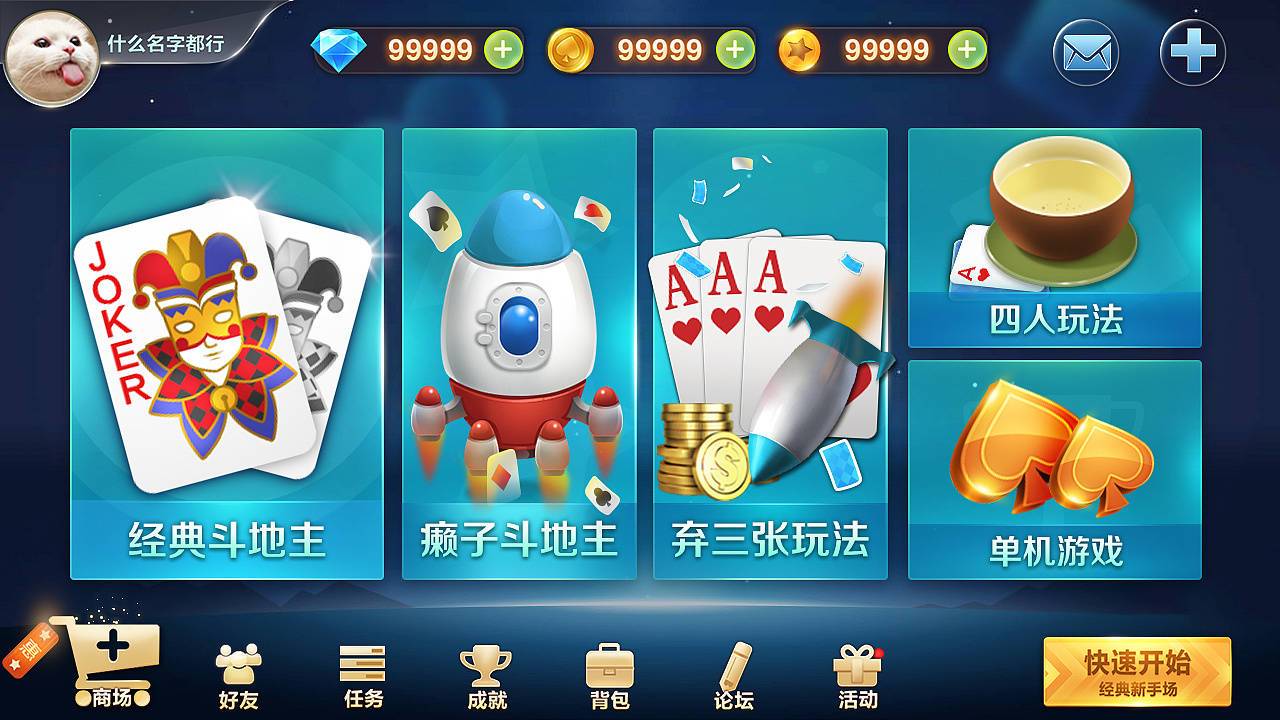 什么名字都行
99999
99999
99999
JOKER
A
A
A
A
经典斗地主
癞子斗地主
弃三张玩法
四人玩法
单机游戏
惠
商场
好友
任务
成就
背包
论坛
活动
快速开始
经典新手场